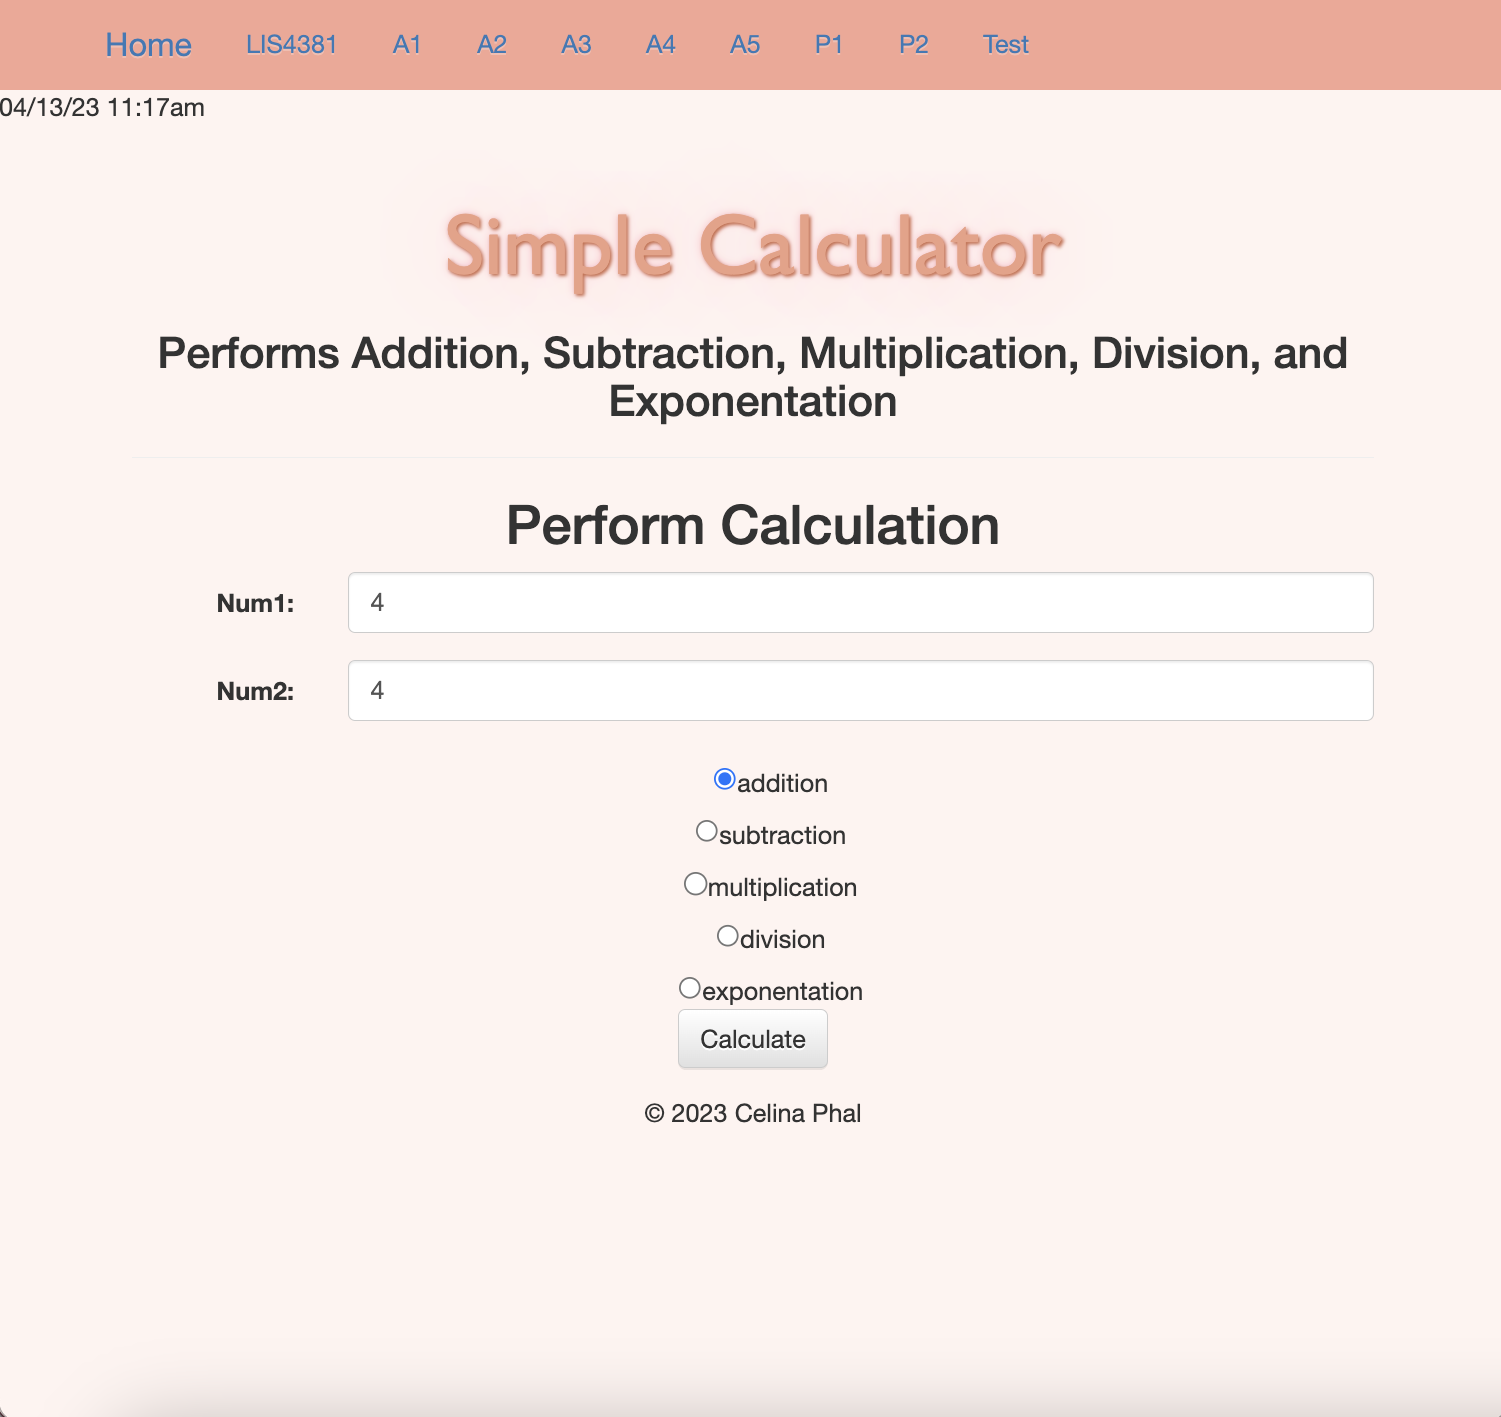 Home LIS4381 A1 A2 A3 A4 A5 P1 P2 Test
04/13/23 11:17am
Simple Calculator
Performs Addition, Subtraction, Multiplication, Division, and
Exponentation
Perform Calculation
Num1: 4
Num2: 4
addition
subtraction
multiplication
division
exponentation
Calculate
© 2023 Celina Phal